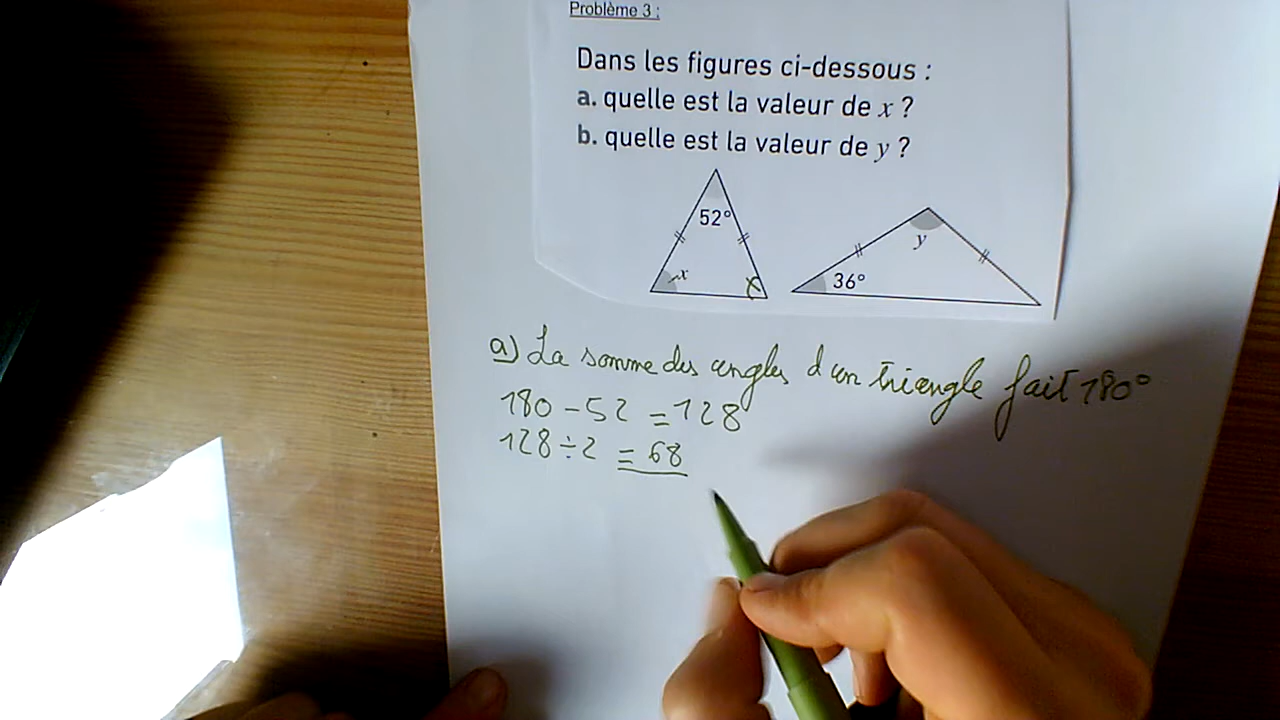 Problème 3 :
Dans les figures ci-dessous :
a. quelle est la valeur de x ?
b. quelle est la valeur de y ?
52°
x
x
y
36°
a) La somme des angles d'un triangle fait 180°
180 - 52 = 128
128 ÷ 2 = 68